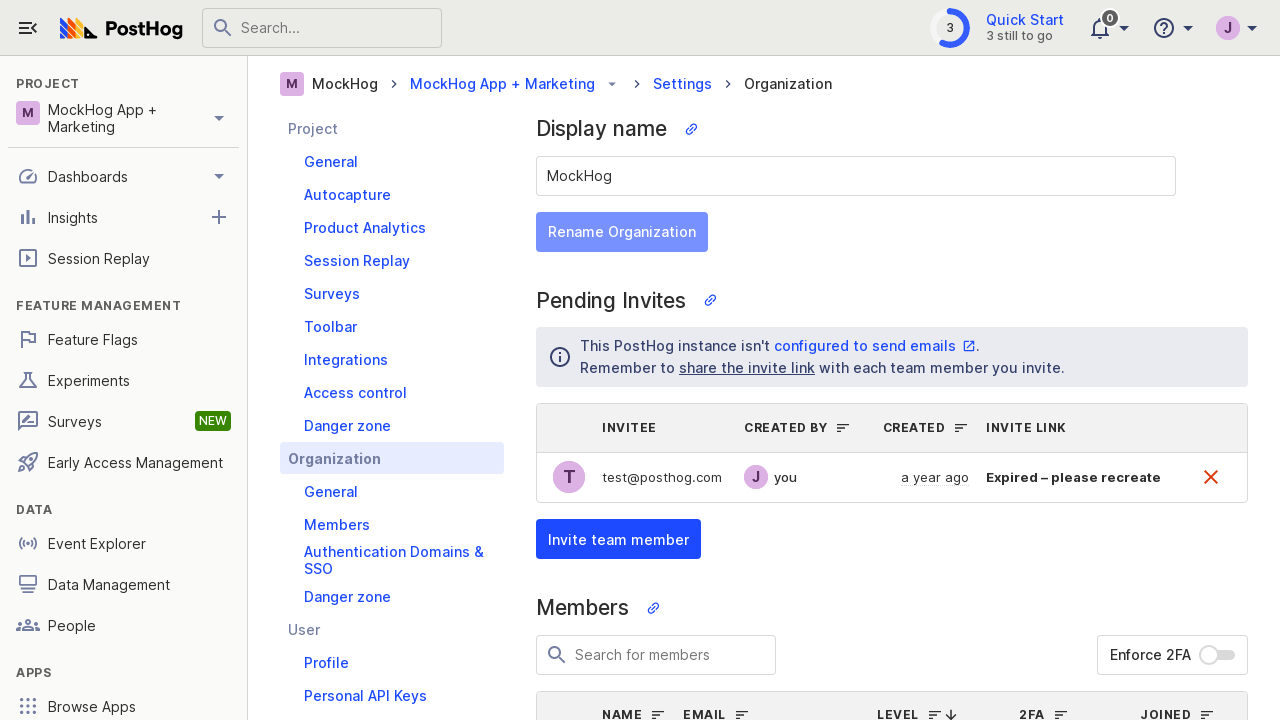 PostHog
Search...
3
Quick Start
3 still to go
0
J
PROJECT
M
MockHog App +
Marketing
Dashboards
Insights
Session Replay
FEATURE MANAGEMENT
Feature Flags
Experiments
Surveys
NEW
Early Access Management
DATA
Event Explorer
Data Management
People
APPS
Browse Apps
M
MockHog
MockHog App + Marketing
Settings
Organization
Project
General
Autocapture
Product Analytics
Session Replay
Surveys
Toolbar
Integrations
Access control
Danger zone
Organization
General
Members
Authentication Domains &
SSO
Danger zone
User
Profile
Personal API Keys
Display name
MockHog
Rename Organization
Pending Invites
This PostHog instance isn't configured to send emails .
Remember to share the invite link with each team member you invite.
INVITEE CREATED BY CREATED INVITE LINK
T test@posthog.com J you a year ago Expired – please recreate
Invite team member
Members
Search for members
Enforce 2FA
NAME EMAIL LEVEL 2FA JOINED